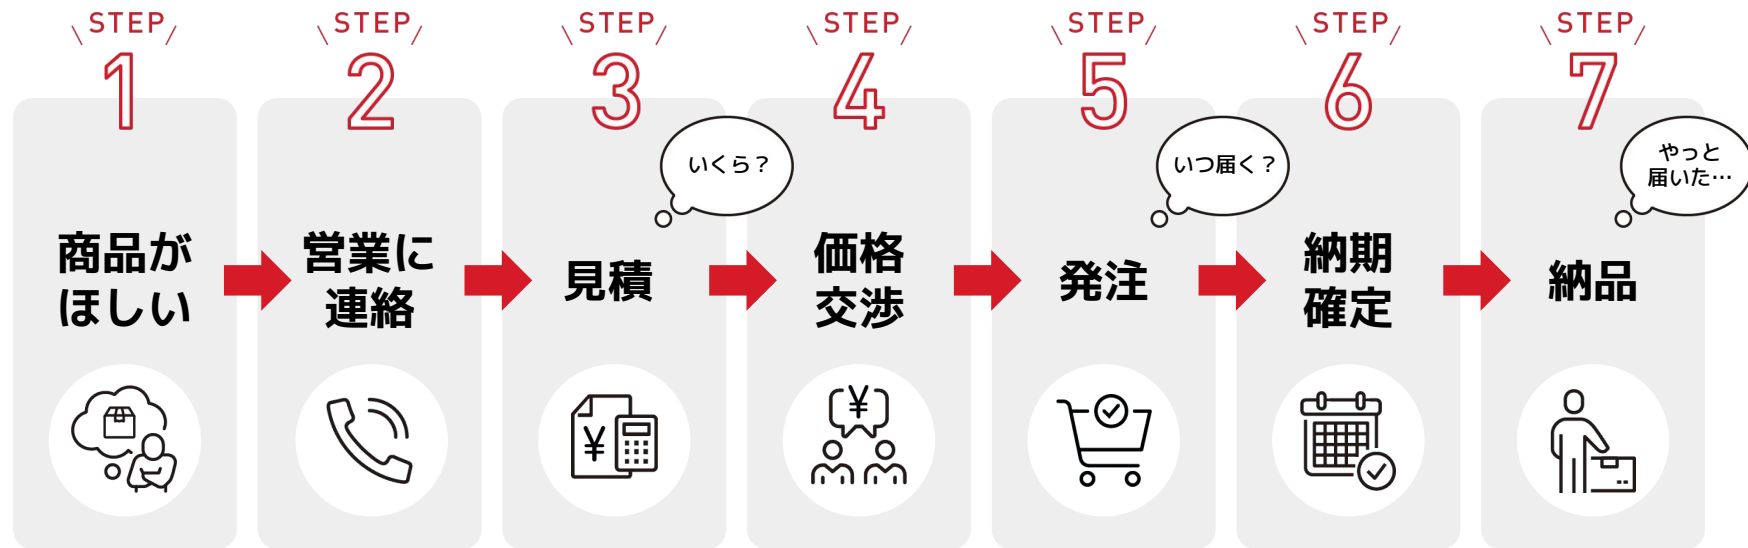 STEP
1
商品が
ほしい
STEP
2
営業に
連絡
STEP
3
見積
いくら？
¥
STEP
4
価格
交渉
¥
STEP
5
発注
いつ届く？
STEP
6
納期
確定
STEP
7
納品
やっと
届いた…